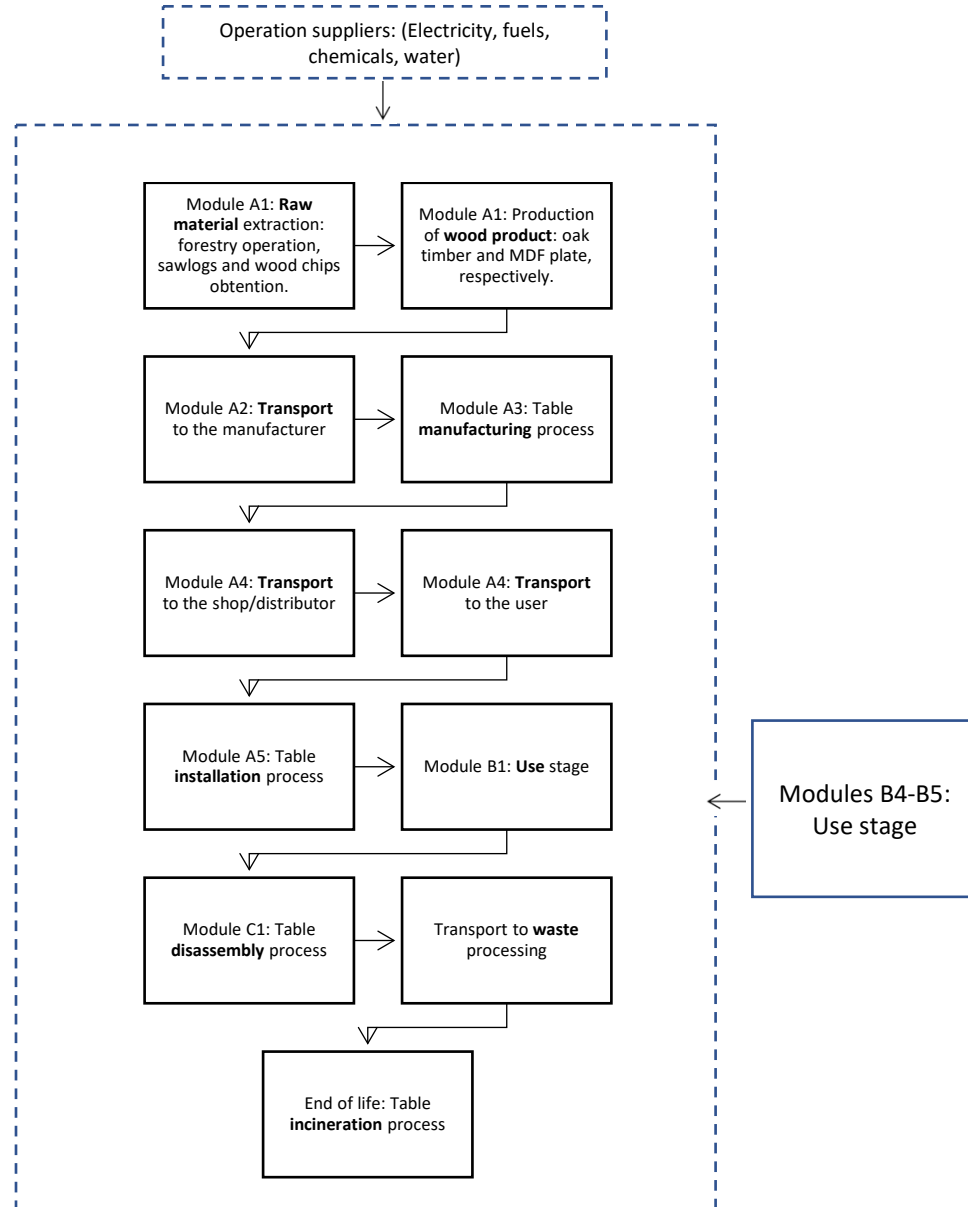 Operation suppliers: (Electricity, fuels,
chemicals, water)
Module A1: Raw
material extraction:
forestry operation,
sawlogs and wood chips
obtention.
Module A1: Production
of wood product: oak
timber and MDF plate,
respectively.
Module A2: Transport
to the manufacturer
Module A3: Table
manufacturing process
Module A4: Transport
to the shop/distributor
Module A4: Transport
to the user
Module A5: Table
installation process
Module B1: Use stage
Modules B4-B5:
Use stage
Module C1: Table
disassembly process
Transport to waste
processing
End of life: Table
incineration process